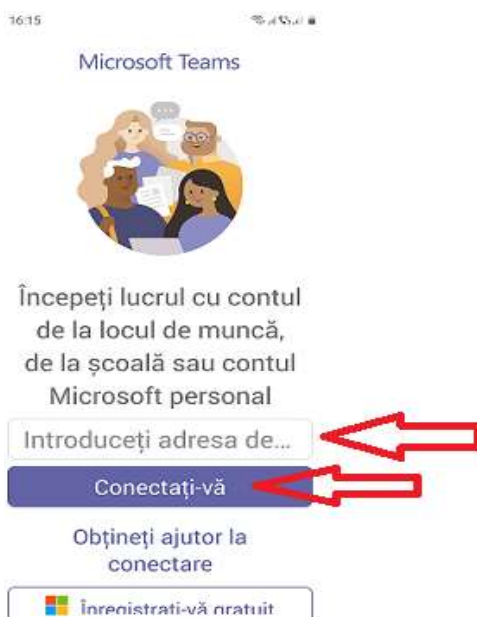 16:15
Microsoft Teams
Începeți lucrul cu contul
de la locul de muncă,
de la școală sau contul
Microsoft personal
Introduceți adresa de...
Conectați-vă
Obțineți ajutor la
conectare
Înregistrați-vă gratuit